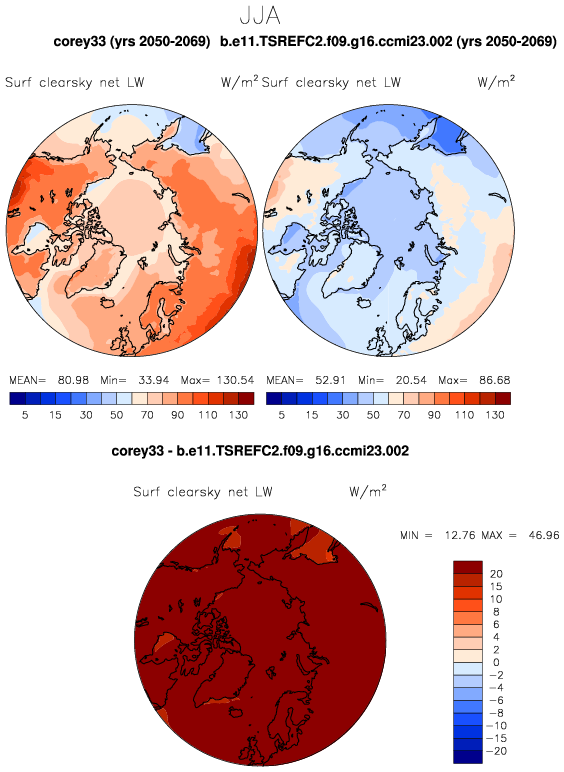 JJA
corey33 (yrs 2050-2069) b.e11.TSREFC2.f09.g16.ccmi23.002 (yrs 2050-2069)
Surf clearsky net LW W/m² Surf clearsky net LW W/m²
MEAN= 80.98 Min= 33.94 Max= 130.54 MEAN= 52.91 Min= 20.54 Max= 86.68
5 15 30 50 70 90 110 130 5 15 30 50 70 90 110 130
corey33 - b.e11.TSREFC2.f09.g16.ccmi23.002
Surf clearsky net LW W/m²
MIN = 12.76 MAX = 46.96
20
15
10
8
6
4
2
0
-2
-4
-6
-8
-10
-15
-20